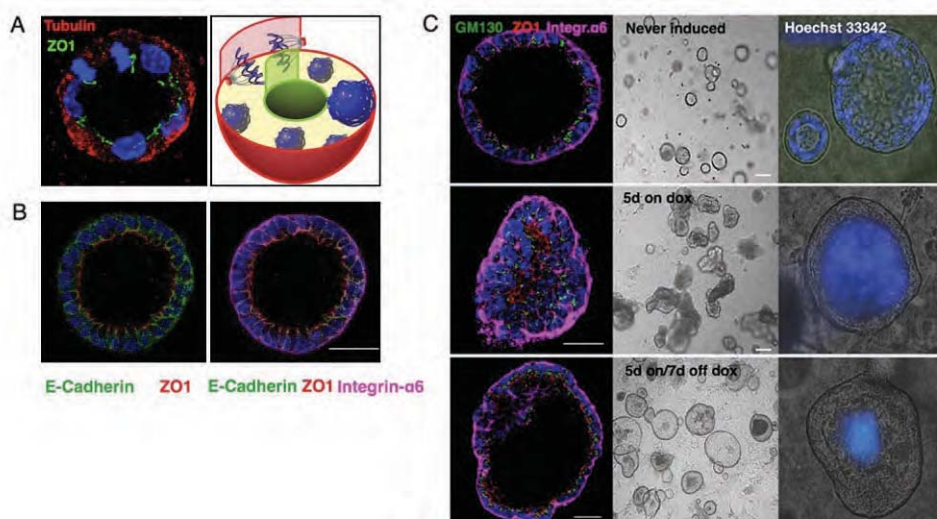 A
Tubulin
ZO1
B
E-Cadherin ZO1 E-Cadherin ZO1 Integrin-α6
C
GM130 ZO1 Integr.α6
Never induced
Hoechst 33342
5d on dox
5d on/7d off dox